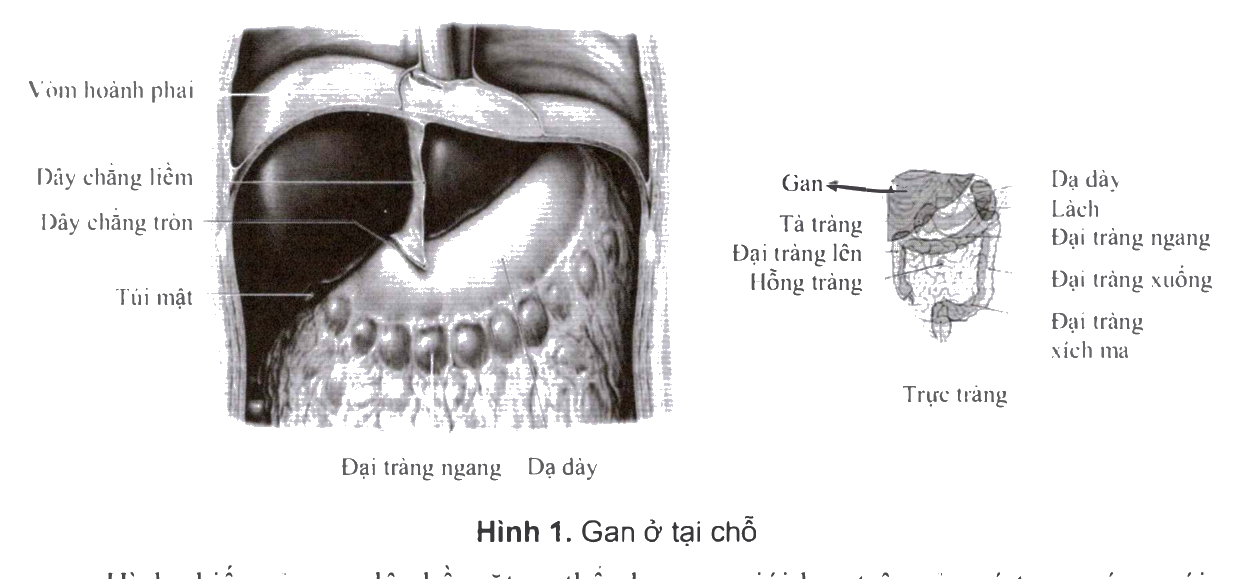 Vòm hoành phải
Dây chằng liềm
Dây chằng tròn
Túi mật
Đại tràng ngang Dạ dày
Gan
Tà tràng
Đại tràng lên
Hỗng tràng
Dạ dày
Lách
Đại tràng ngang
Đại tràng xuống
Đại tràng
xích ma
Trực tràng
Hình 1. Gan ở tại chỗ